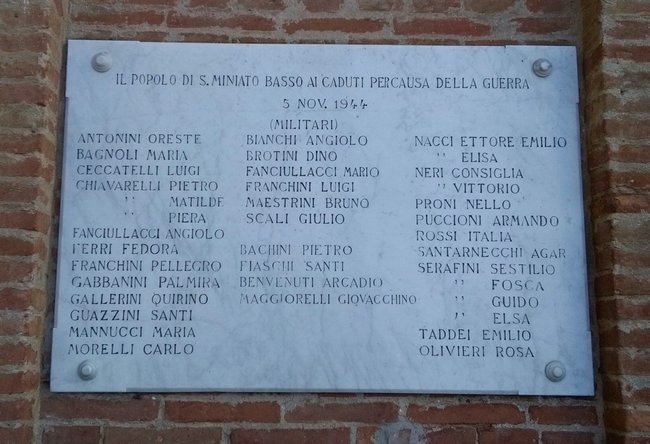 IL POPOLO DI S. MINIATO BASSO AI CADUTI PER CAUSA DELLA GUERRA
5 NOV. 1944
(MILITARI)
ANTONINI ORESTE
BAGNOLI MARIA
CECCATELLI LUIGI
CHIAVARELLI PIETRO
" MATILDE
" PIERA
FANCIULLACCI ANGIOLO
FERRI FEDORA
FRANCHINI PELLEGRO
GABBANINI PALMIRA
GALLERINI QUIRINO
GUAZZINI SANTI
MANNUCCI MARIA
MORELLI CARLO
BIANCHI ANGIOLO
BROTINI DINO
FANCIULLACCI MARIO
FRANCHINI LUIGI
MAESTRINI BRUNO
SCALI GIULIO
BACHINI PIETRO
FIASCHI SANTI
BENVENUTI ARCADIO
MAGGIORELLI GIOVACCHINO
NACCI ETTORE EMILIO
" ELISA
NERI CONSIGLIA
" VITTORIO
PRONI NELLO
PUCCIONI ARMANDO
ROSSI ITALIA
SANTARNECCHI AGAR
SERAFINI SESTILIO
" FOSCA
" GUIDO
" ELSA
TADDEI EMILIO
OLIVIERI ROSA